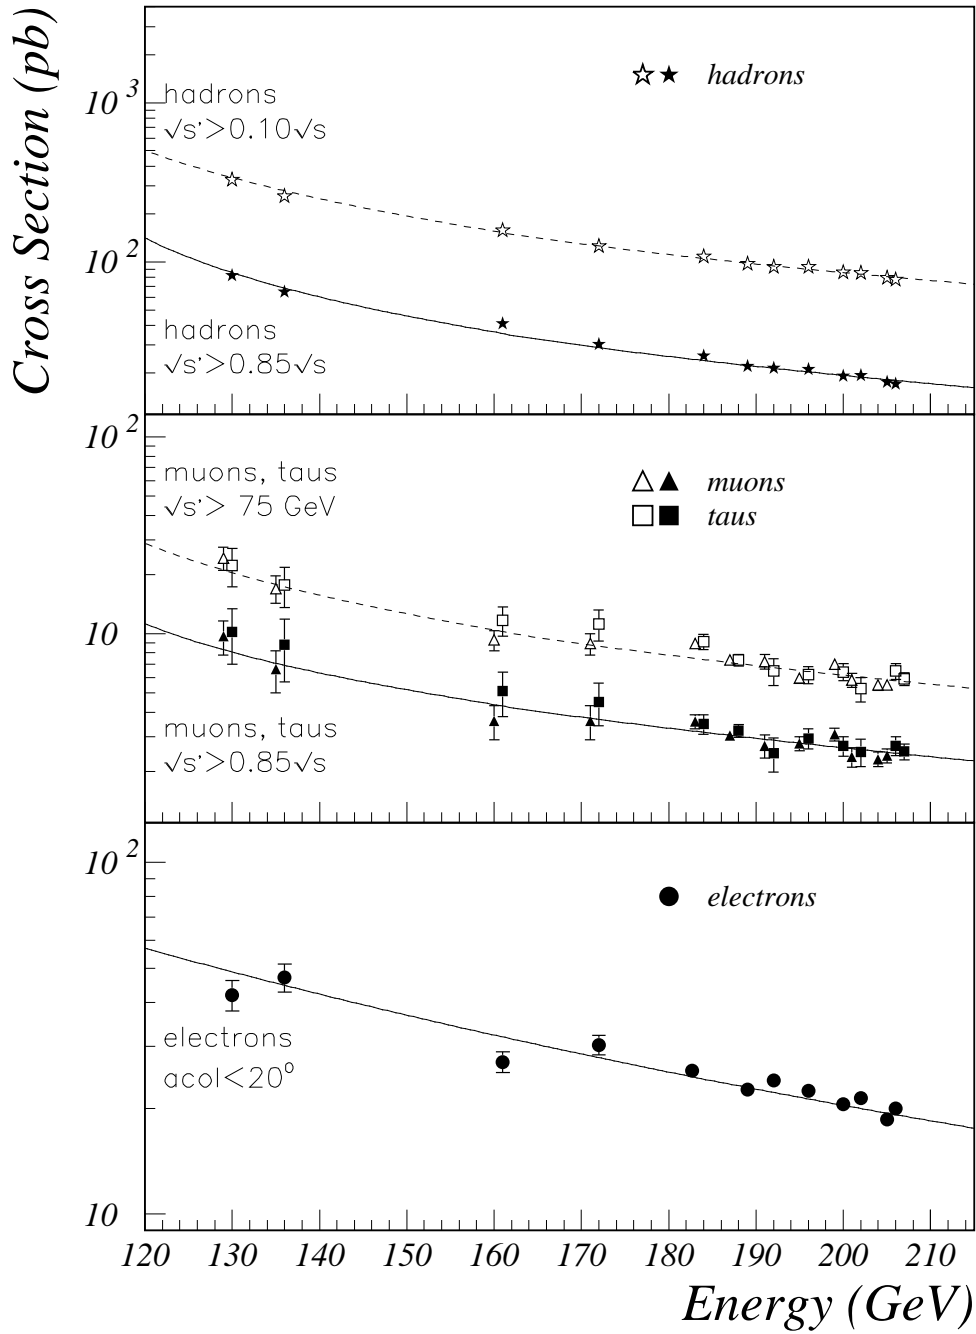 Cross Section (pb)
10³
hadrons
√s'>0.10√s
☆ ★ hadrons
10²
hadrons
√s'>0.85√s
10²
muons, taus
√s'> 75 GeV
△ ▲ muons
□ ■ taus
10
muons, taus
√s'>0.85√s
10²
● electrons
electrons
acol<20°
10
120 130 140 150 160 170 180 190 200 210
Energy (GeV)